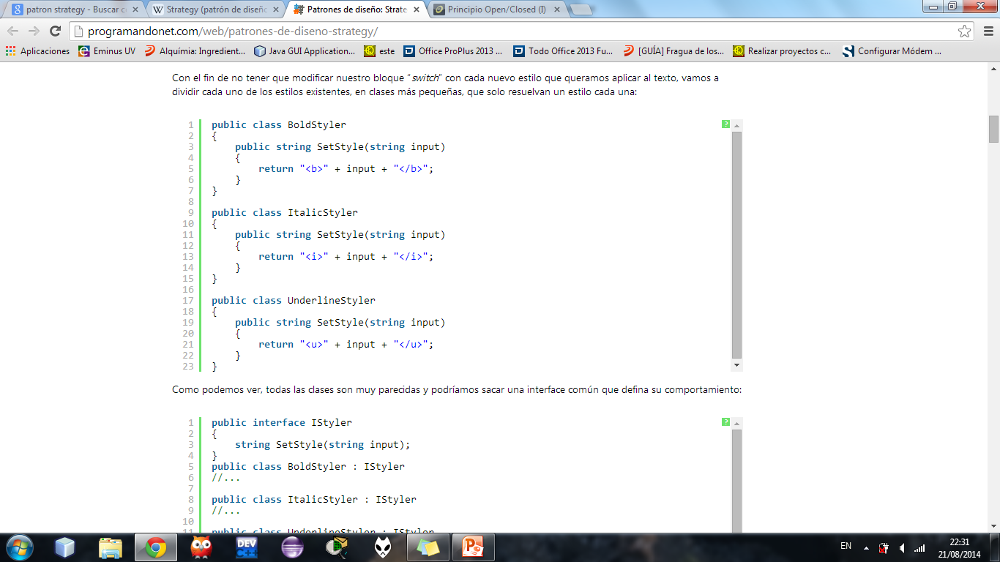 patron strategy - Buscar c
Strategy (patrón de diseño
Patrones de diseño: Strate
Principio Open/Closed (I)
programandonet.com/web/patrones-de-diseno-strategy/
Aplicaciones
Eminus UV
Alquímia: Ingredient...
Java GUI Application...
este
Office ProPlus 2013 ...
Todo Office 2013 Fu...
[GUÍA] Fragua de los...
Realizar proyectos c...
Configurar Módem ...
Con el fin de no tener que modificar nuestro bloque "switch" con cada nuevo estilo que queramos aplicar al texto, vamos a
dividir cada uno de los estilos existentes, en clases más pequeñas, que solo resuelvan un estilo cada una:
?
1 public class BoldStyler
2 {
3 public string SetStyle(string input)
4 {
5 return "<b>" + input + "</b>";
6 }
7 }
8
9 public class ItalicStyler
10 {
11 public string SetStyle(string input)
12 {
13 return "<i>" + input + "</i>";
14 }
15 }
16
17 public class UnderlineStyler
18 {
19 public string SetStyle(string input)
20 {
21 return "<u>" + input + "</u>";
22 }
23 }
Como podemos ver, todas las clases son muy parecidas y podríamos sacar una interface común que defina su comportamiento:
?
1 public interface IStyler
2 {
3 string SetStyle(string input);
4 }
5 public class BoldStyler : IStyler
6 //...
7
8 public class ItalicStyler : IStyler
9 //...
10
11 public class UnderlineStyler : IStyler
DEV
C++
EN
22:31
21/08/2014